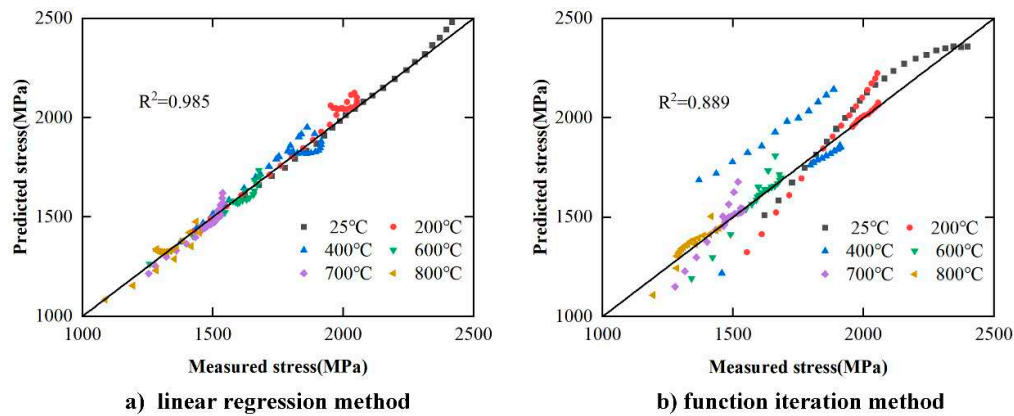 2500
2000
1500
1000
Predicted stress(MPa)
R²=0.985
25℃ 200℃
400℃ 600℃
700℃ 800℃
1000 1500 2000 2500
Measured stress(MPa)
a) linear regression method
2500
2000
1500
1000
Predicted stress(MPa)
R²=0.889
25℃ 200℃
400℃ 600℃
700℃ 800℃
1000 1500 2000 2500
Measured stress(MPa)
b) function iteration method